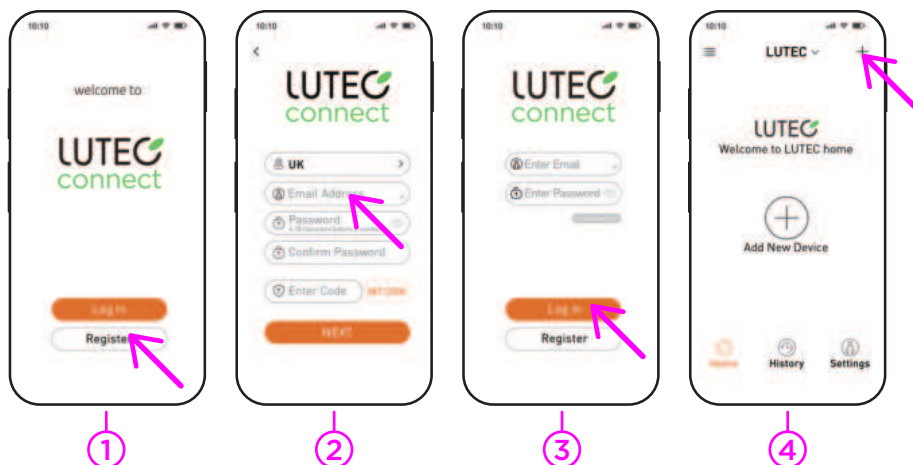 10:10
welcome to
LUTEC
connect
Log in
Register
1
10:10
LUTEC
connect
UK
Email Address
Password
Confirm Password
Enter Code GET CODE
NEXT
2
10:10
LUTEC
connect
Enter Email
Enter Password
Log in
Register
3
10:10
LUTEC
LUTEC
Welcome to LUTEC home
Add New Device
Home History Settings
4